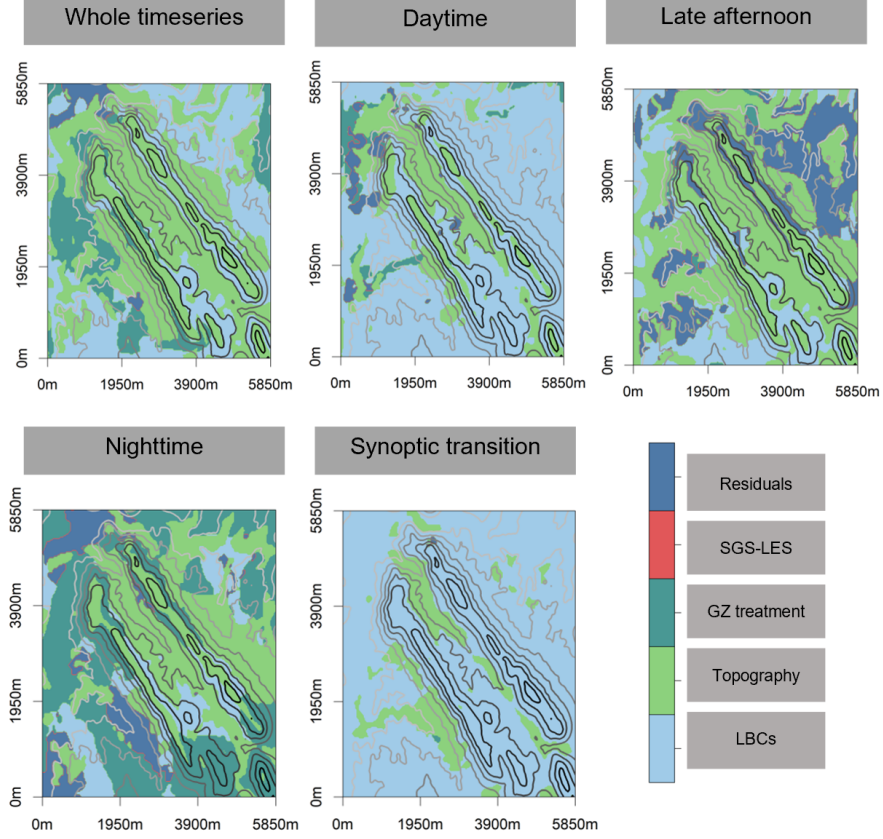 Whole timeseries
Daytime
Late afternoon
5850m
3900m
1950m
0m
0m 1950m 3900m 5850m
5850m
3900m
1950m
0m
0m 1950m 3900m 5850m
5850m
3900m
1950m
0m
0m 1950m 3900m 5850m
Nighttime
Synoptic transition
5850m
3900m
1950m
0m
0m 1950m 3900m 5850m
5850m
3900m
1950m
0m
0m 1950m 3900m 5850m
Residuals
SGS-LES
GZ treatment
Topography
LBCs